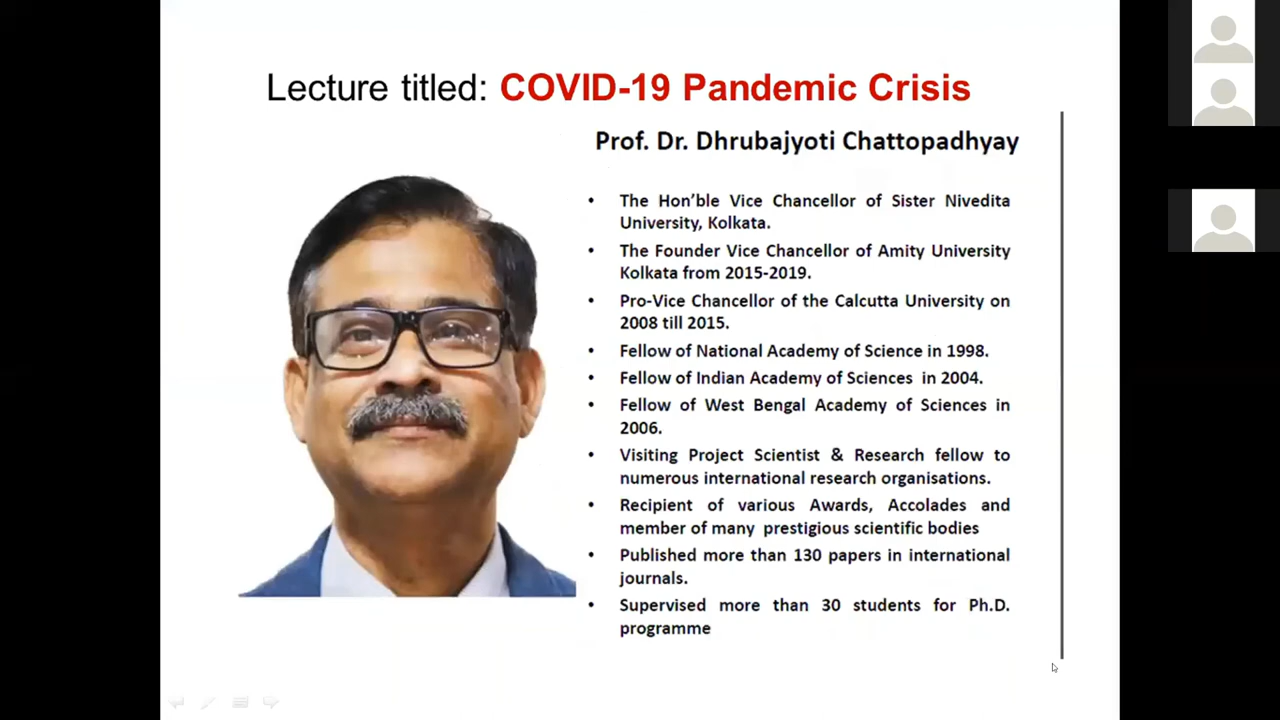 Lecture titled: COVID-19 Pandemic Crisis
Prof. Dr. Dhrubajyoti Chattopadhyay
• The Hon’ble Vice Chancellor of Sister Nivedita
University, Kolkata.
• The Founder Vice Chancellor of Amity University
Kolkata from 2015-2019.
• Pro-Vice Chancellor of the Calcutta University on
2008 till 2015.
• Fellow of National Academy of Science in 1998.
• Fellow of Indian Academy of Sciences in 2004.
• Fellow of West Bengal Academy of Sciences in
2006.
• Visiting Project Scientist & Research fellow to
numerous international research organisations.
• Recipient of various Awards, Accolades and
member of many prestigious scientific bodies
• Published more than 130 papers in international
journals.
• Supervised more than 30 students for Ph.D.
programme